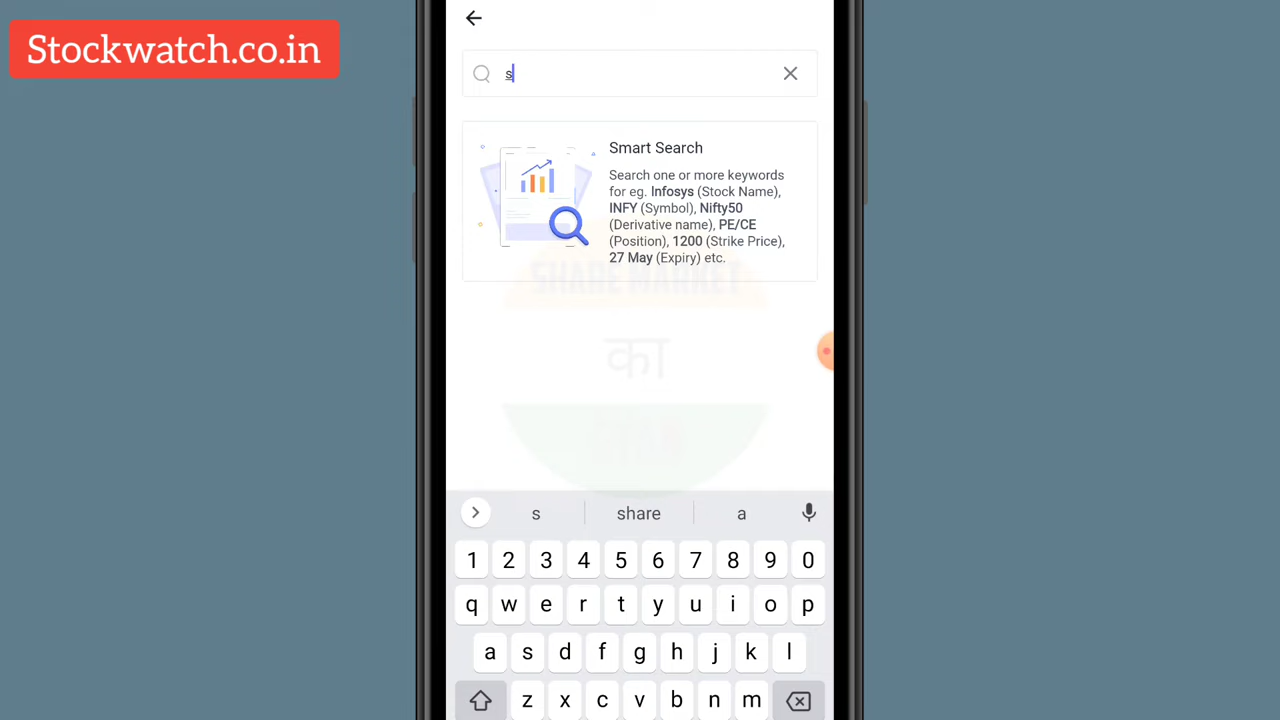 Stockwatch.co.in
s
Smart Search
Search one or more keywords
for eg. Infosys (Stock Name),
INFY (Symbol), Nifty50
(Derivative name), PE/CE
(Position), 1200 (Strike Price),
27 May (Expiry) etc.
SHARE MARKET
का
s share a
1 2 3 4 5 6 7 8 9 0
q w e r t y u i o p
a s d f g h j k l
z x c v b n m